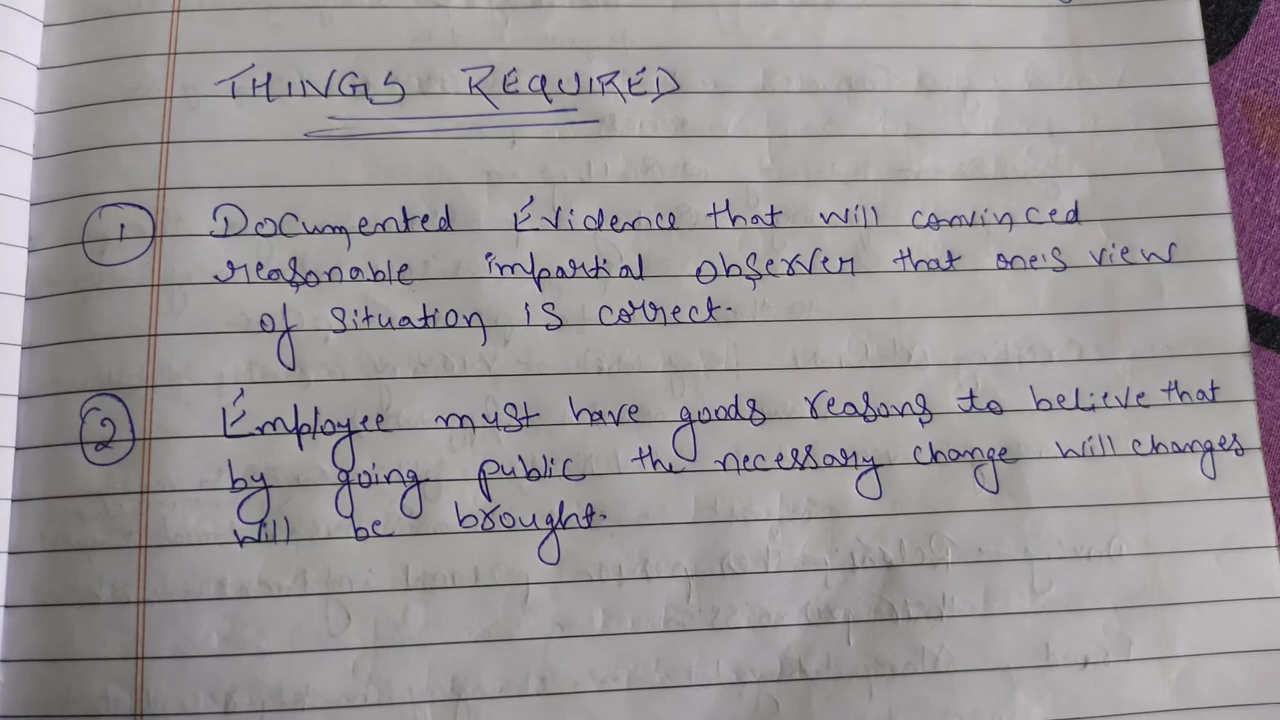 THINGS REQUIRED
1 Documented Evidence that will convinced
reasonable impartial observer that one's view
of situation is correct.
2 Employee must have goods reasons to believe that
by going public the necessary change will changes
will be brought.